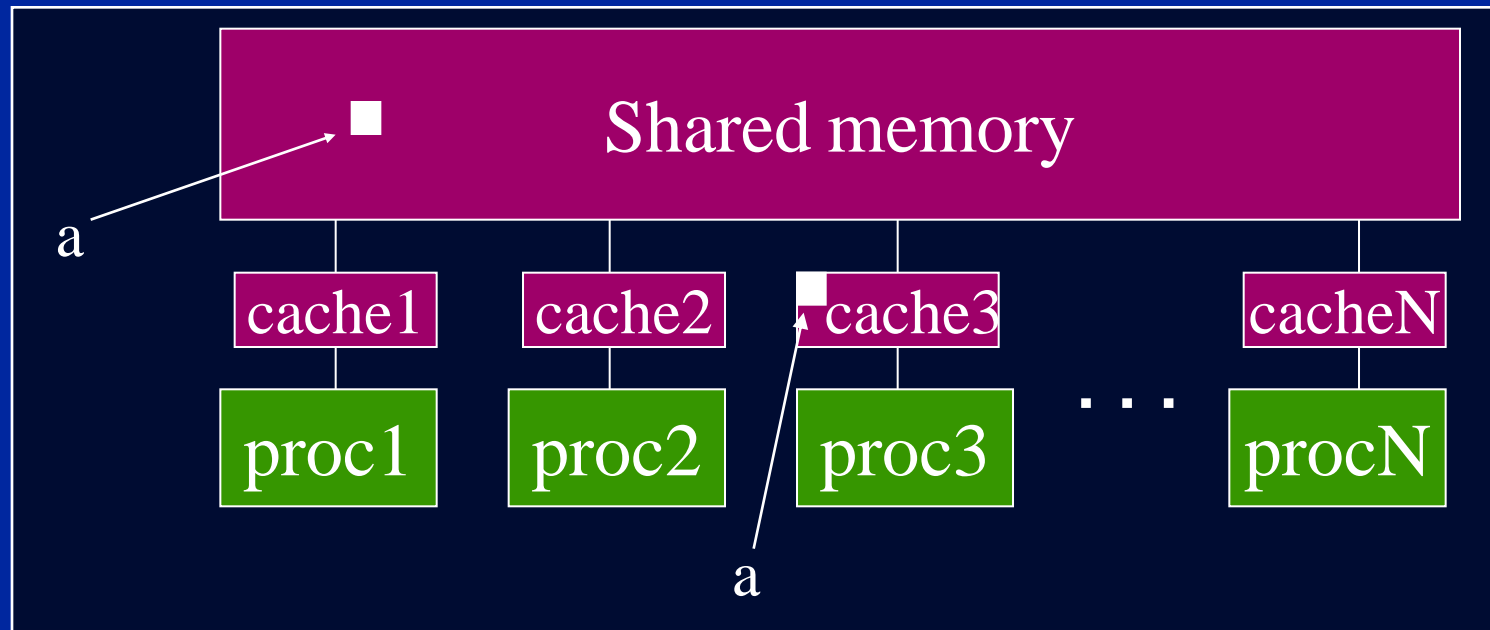 Shared memory
a
cache1 cache2 cache3 cacheN
. . .
proc1 proc2 proc3 procN
a